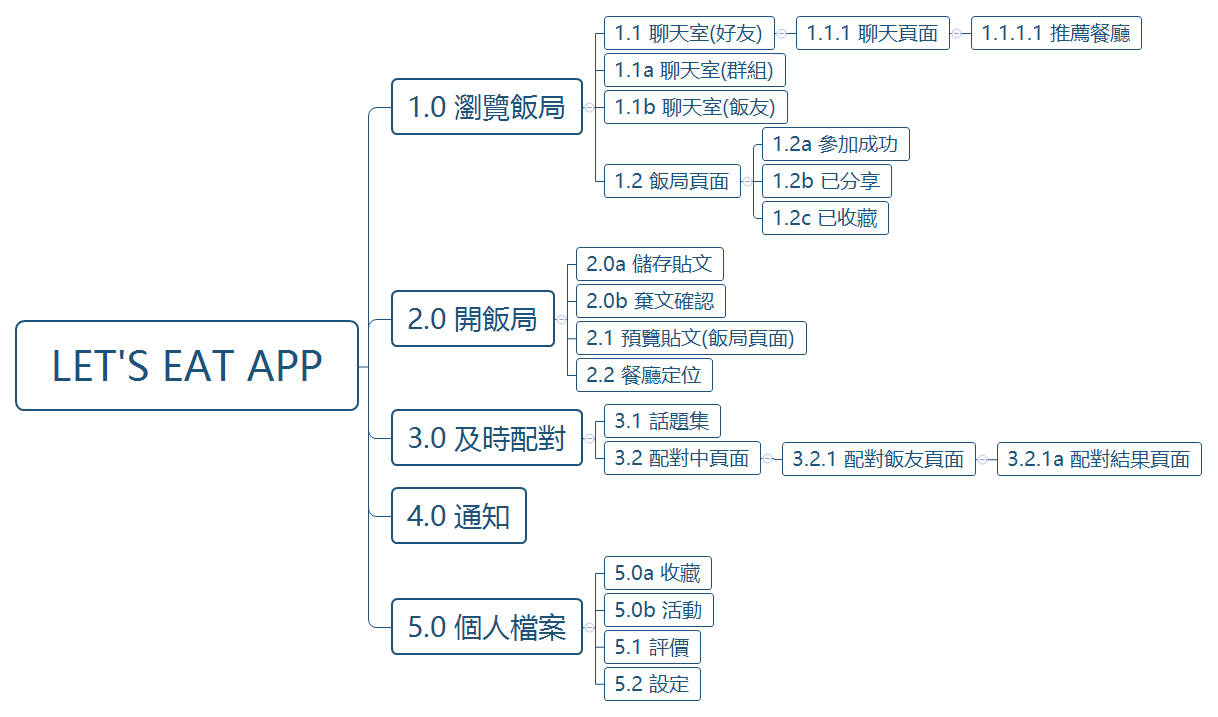 LET'S EAT APP
1.0 瀏覽飯局
1.1 聊天室(好友)
1.1.1 聊天頁面
1.1.1.1 推薦餐廳
1.1a 聊天室(群組)
1.1b 聊天室(飯友)
1.2 飯局頁面
1.2a 參加成功
1.2b 已分享
1.2c 已收藏
2.0 開飯局
2.0a 儲存貼文
2.0b 棄文確認
2.1 預覽貼文(飯局頁面)
2.2 餐廳定位
3.0 及時配對
3.1 話題集
3.2 配對中頁面
3.2.1 配對飯友頁面
3.2.1a 配對結果頁面
4.0 通知
5.0 個人檔案
5.0a 收藏
5.0b 活動
5.1 評價
5.2 設定